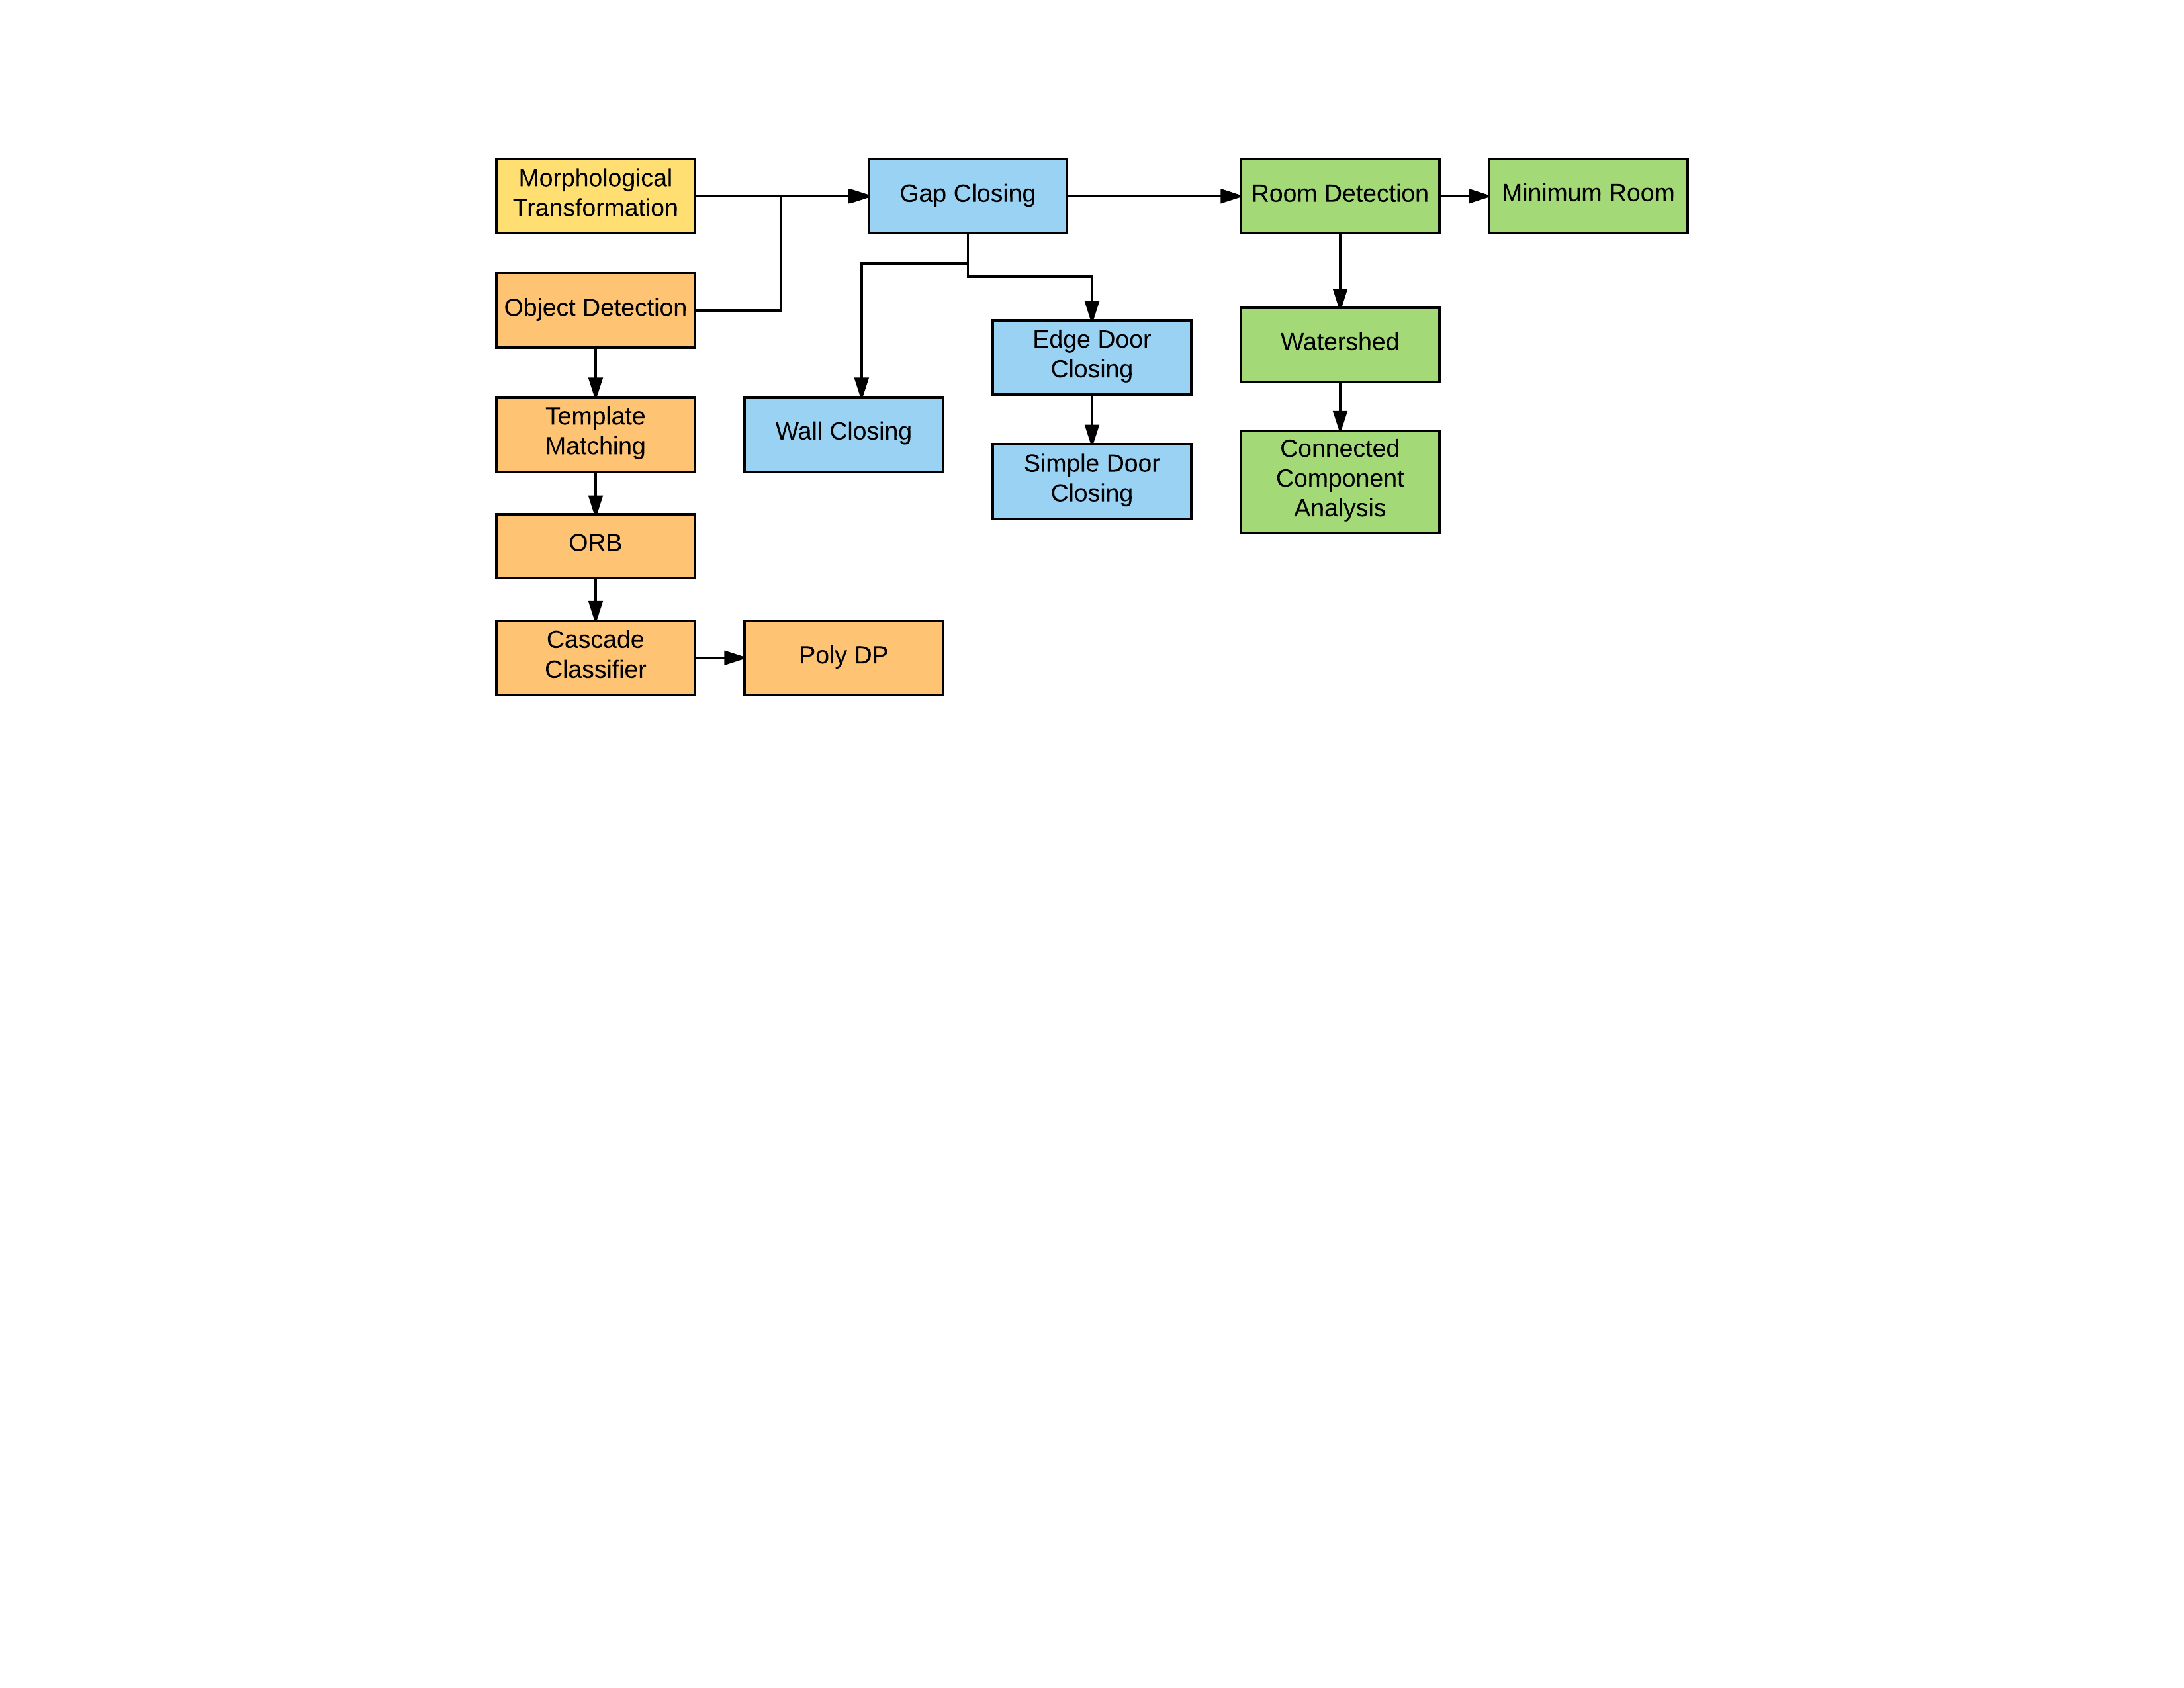 Morphological
Transformation
Gap Closing
Room Detection
Minimum Room
Object Detection
Edge Door
Closing
Watershed
Template
Matching
Wall Closing
Simple Door
Closing
Connected
Component
Analysis
ORB
Cascade
Classifier
Poly DP